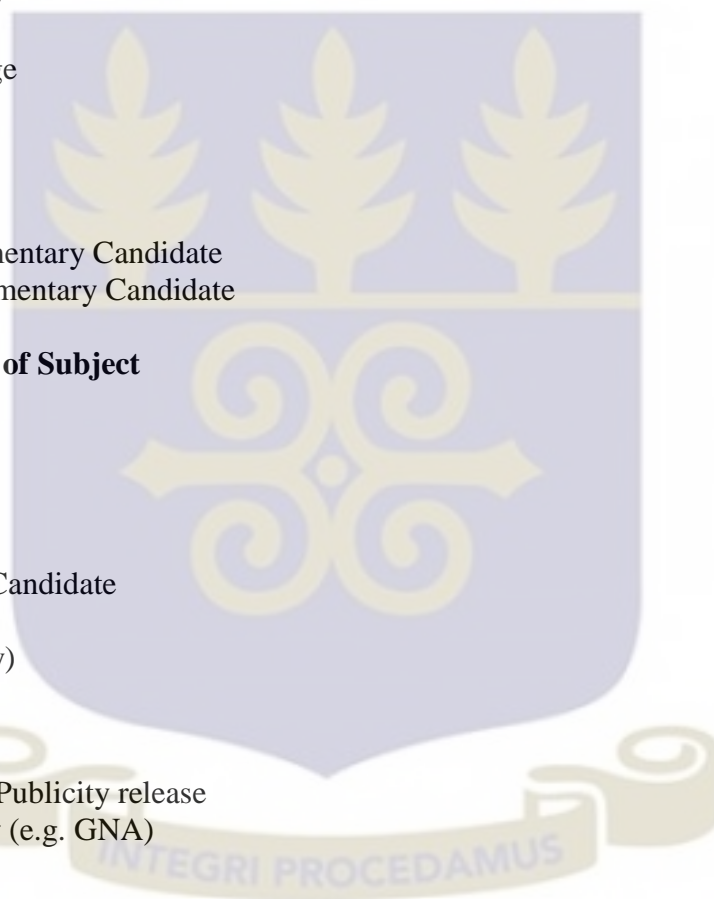 ge
mentary Candidate
mentary Candidate
of Subject
Candidate
y)
Publicity release
(e.g. GNA)
INTEGRI PROCEDAMUS